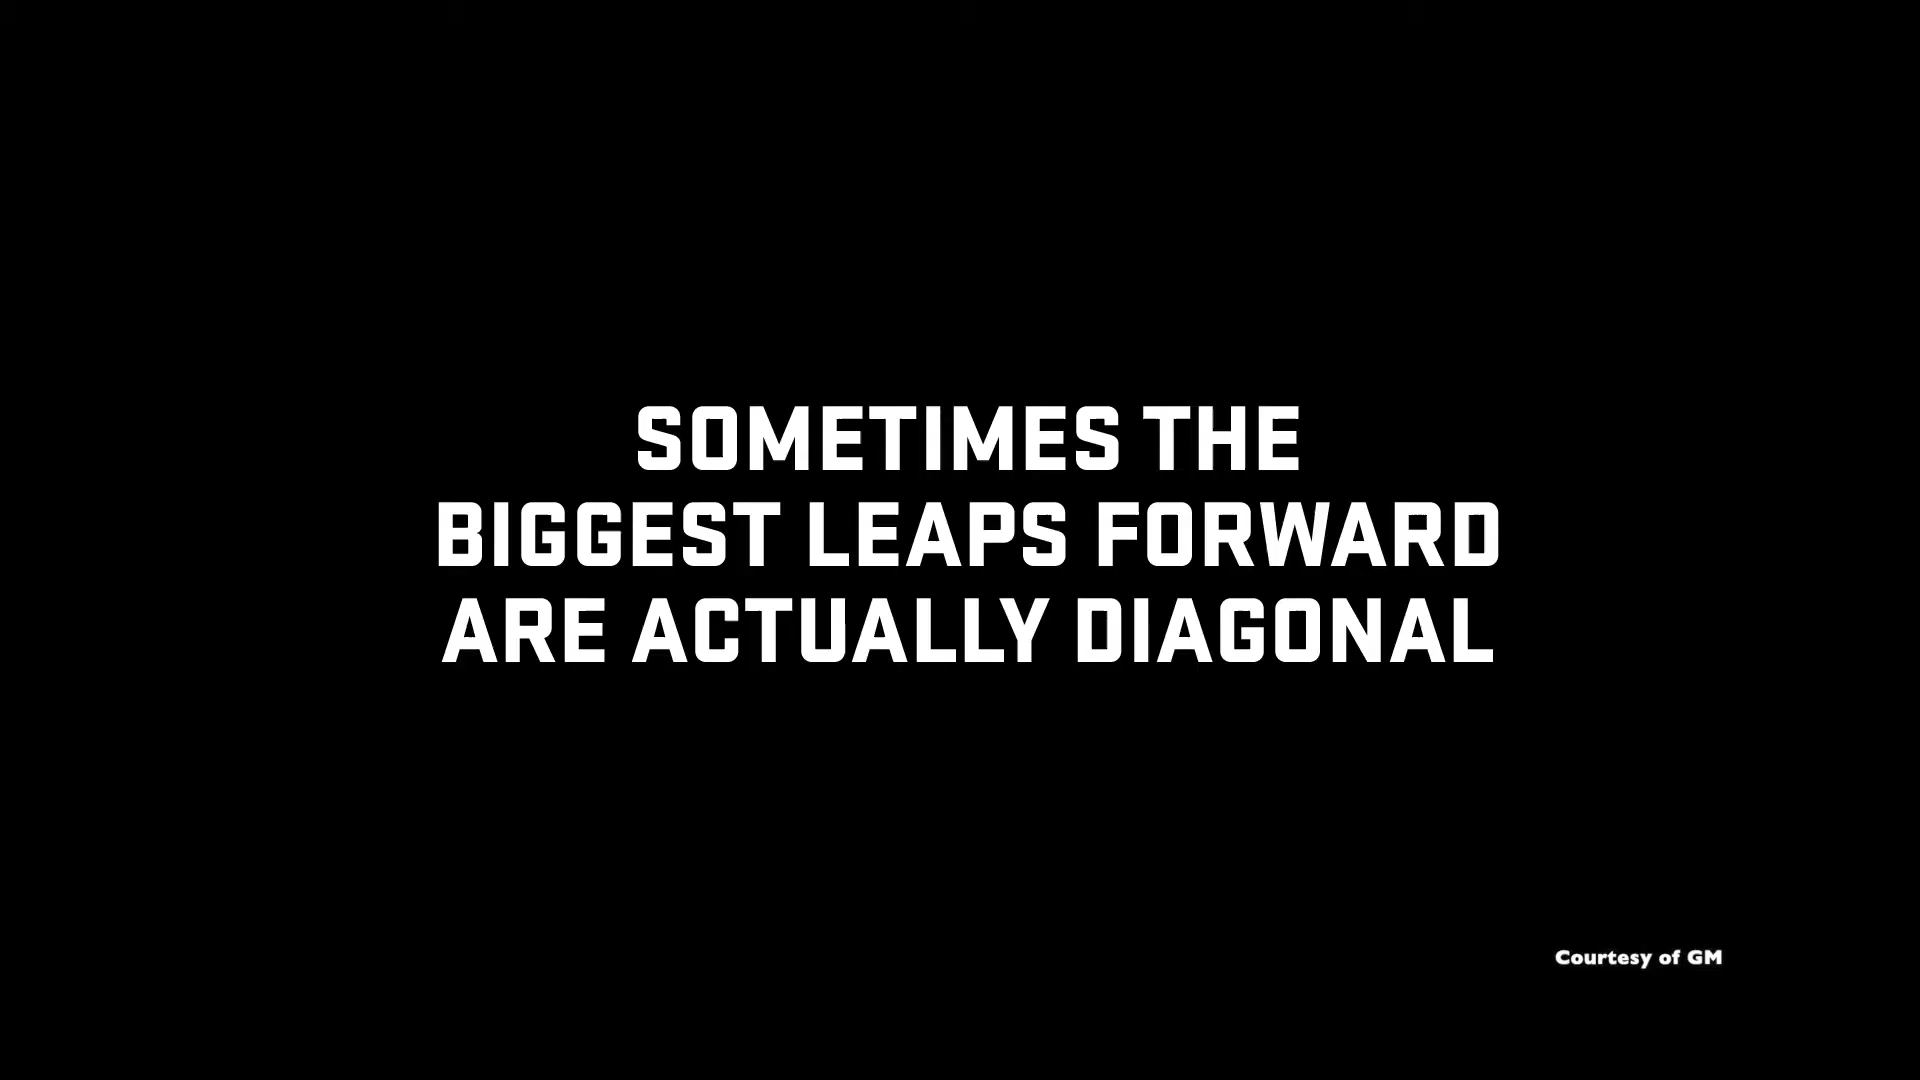 SOMETIMES THE
BIGGEST LEAPS FORWARD
ARE ACTUALLY DIAGONAL
Courtesy of GM